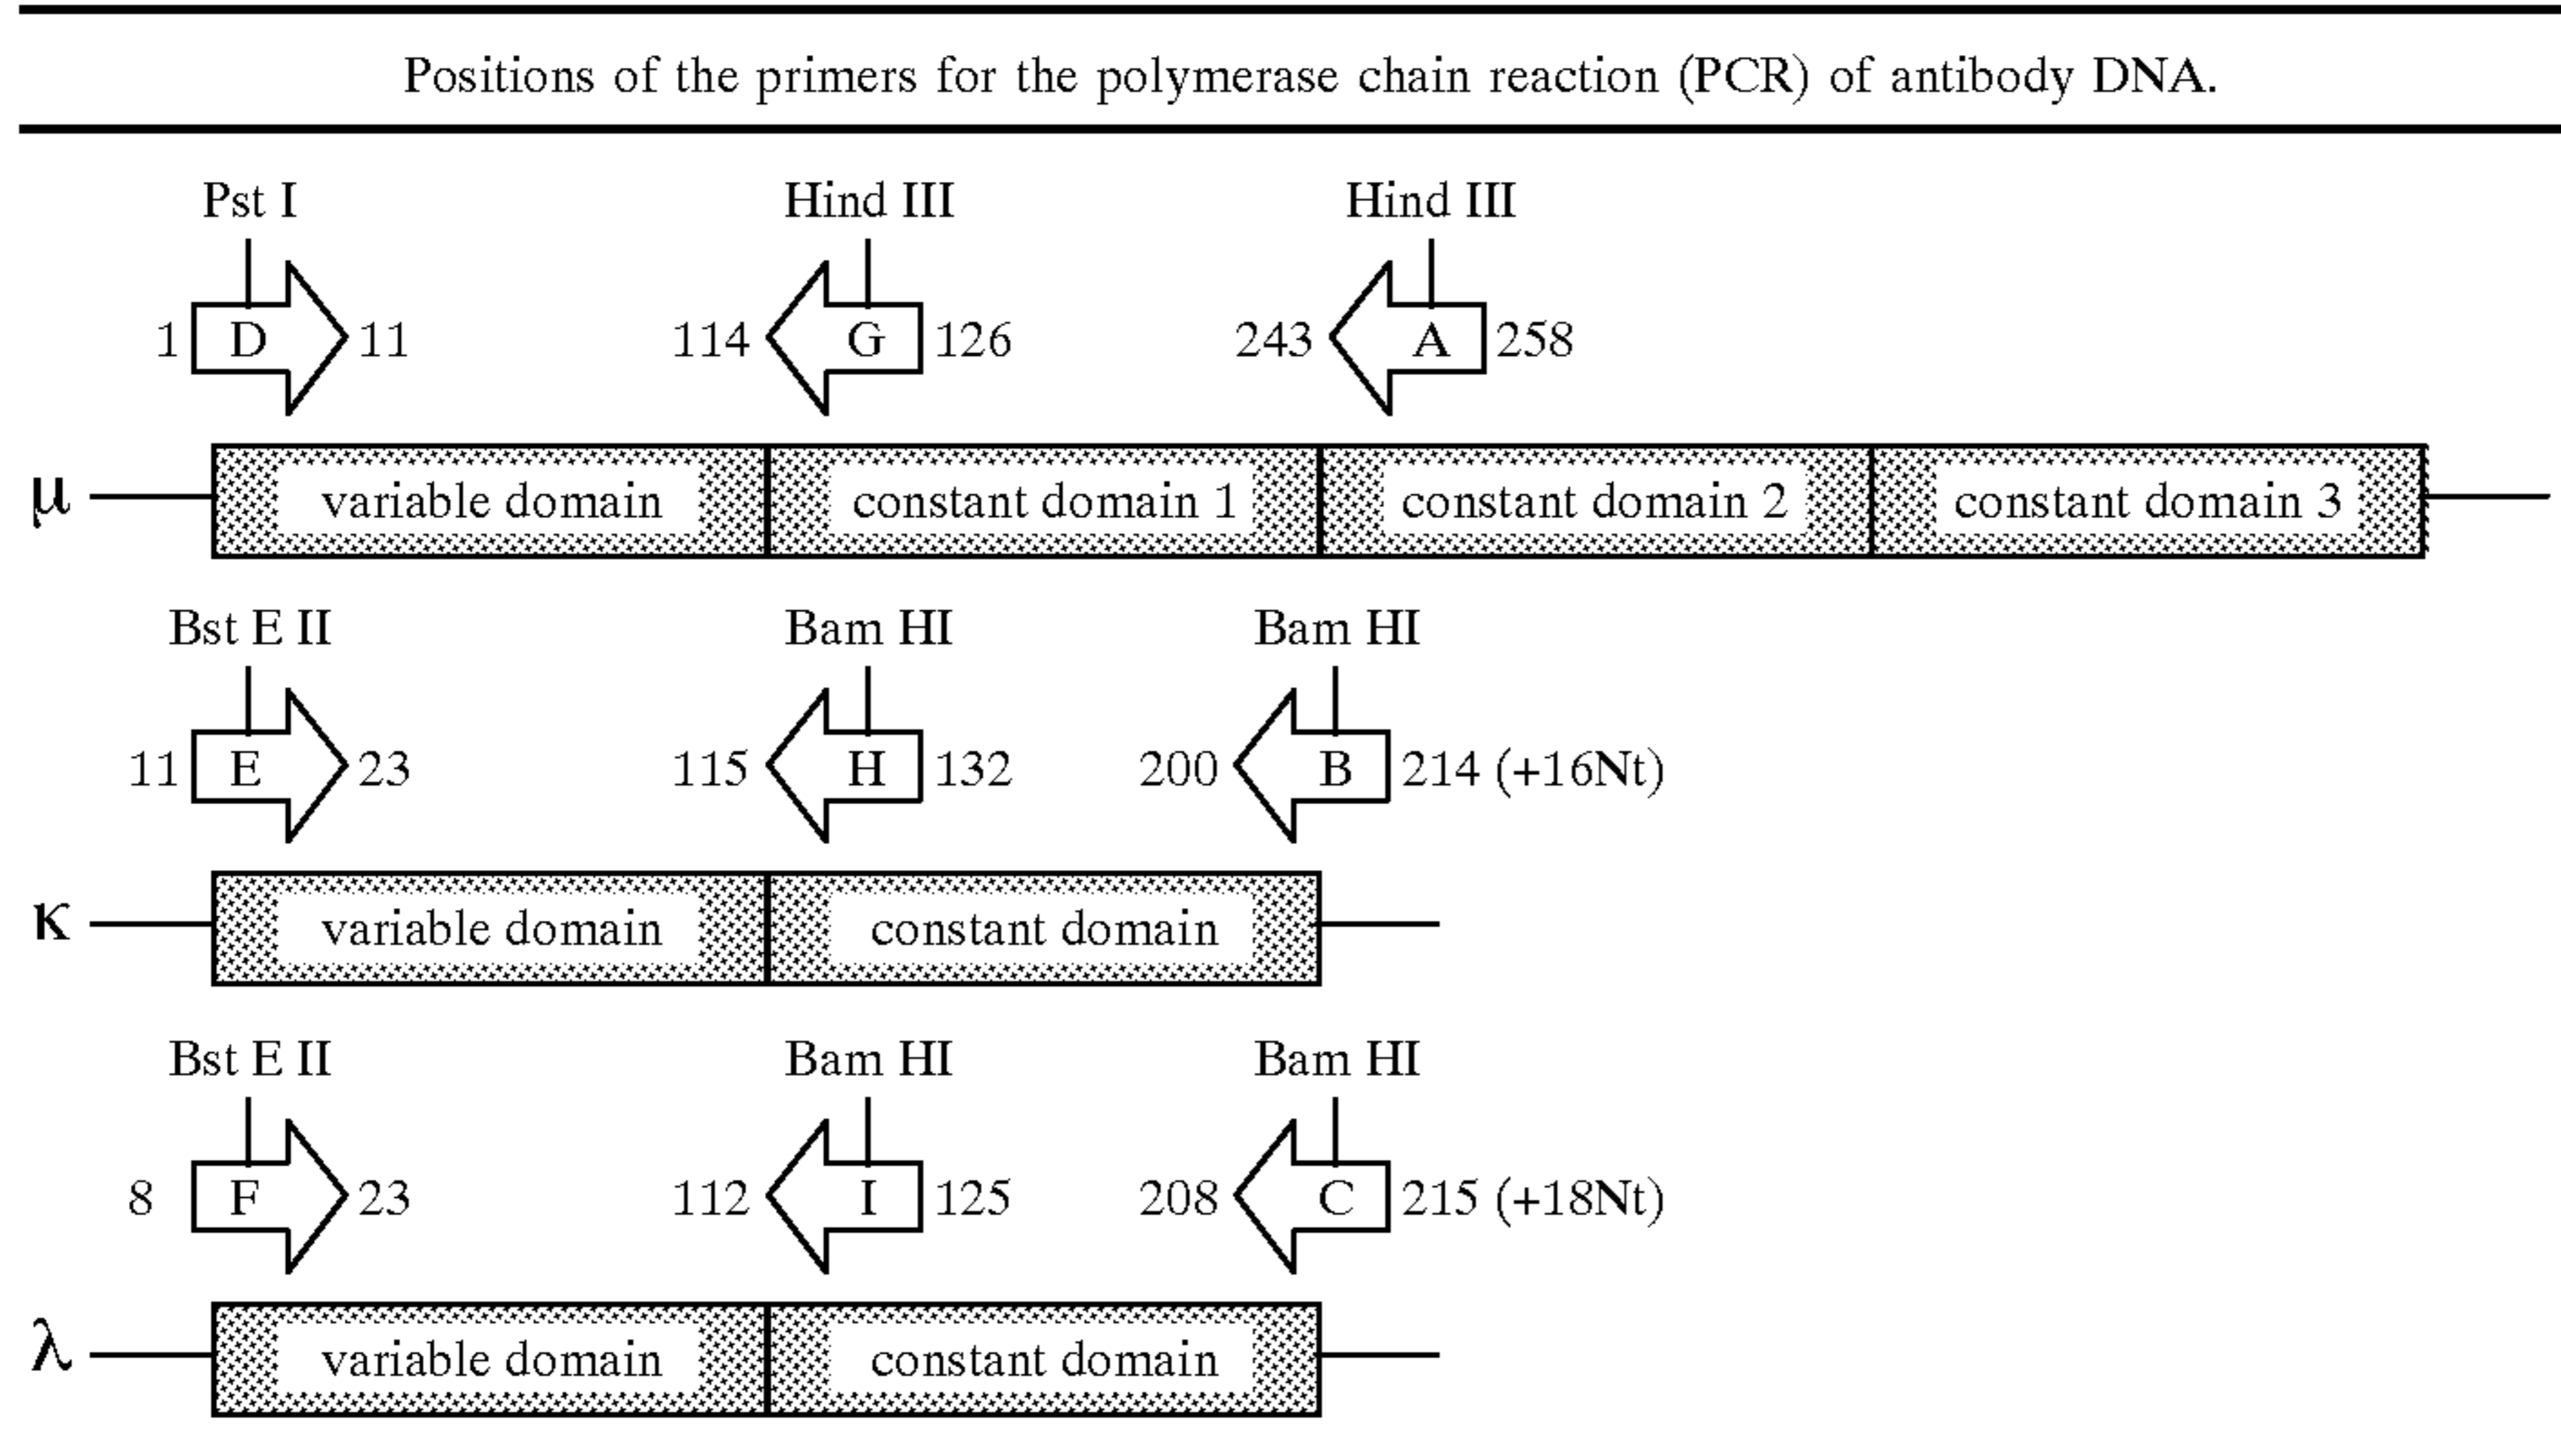 Positions of the primers for the polymerase chain reaction (PCR) of antibody DNA.
Pst I Hind III Hind III
1 D 11 114 G 126 243 A 258
μ variable domain constant domain 1 constant domain 2 constant domain 3
Bst E II Bam HI Bam HI
11 E 23 115 H 132 200 B 214 (+16Nt)
κ variable domain constant domain
Bst E II Bam HI Bam HI
8 F 23 112 I 125 208 C 215 (+18Nt)
λ variable domain constant domain